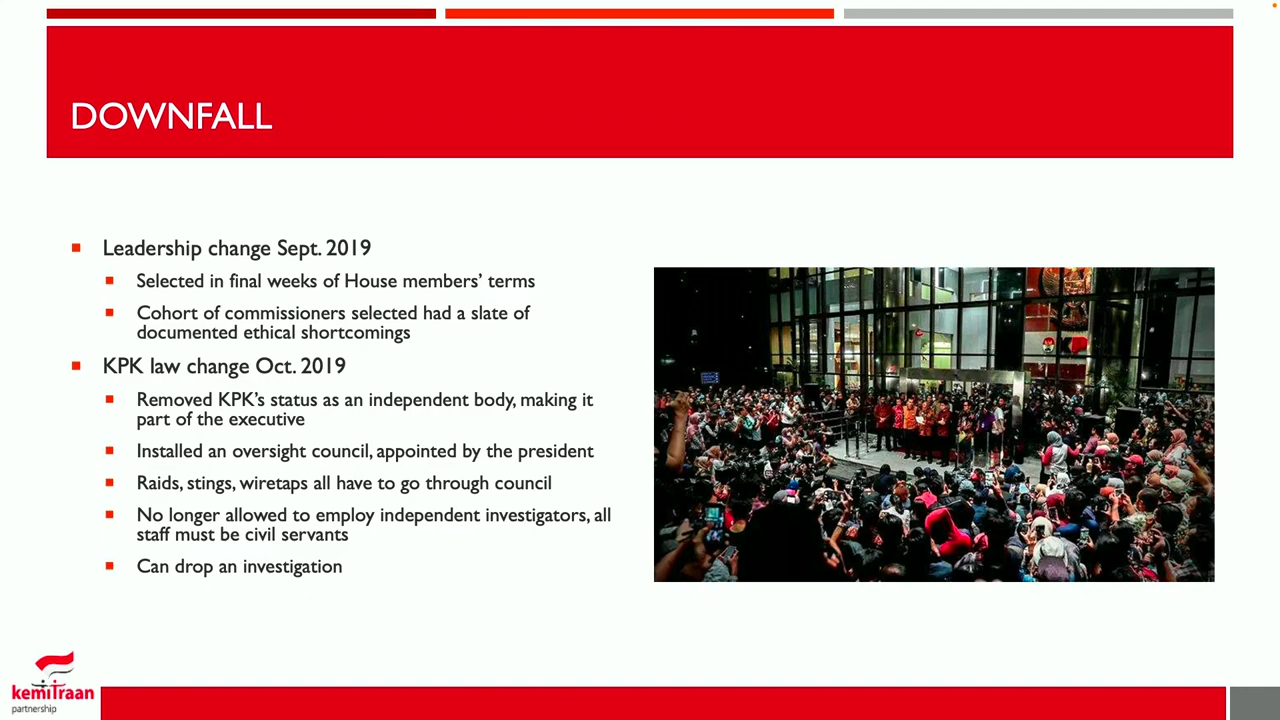 DOWNFALL
Leadership change Sept. 2019
Selected in final weeks of House members’ terms
Cohort of commissioners selected had a slate of
documented ethical shortcomings
KPK law change Oct. 2019
Removed KPK’s status as an independent body, making it
part of the executive
Installed an oversight council, appointed by the president
Raids, stings, wiretaps all have to go through council
No longer allowed to employ independent investigators, all
staff must be civil servants
Can drop an investigation
kemitraan
partnership